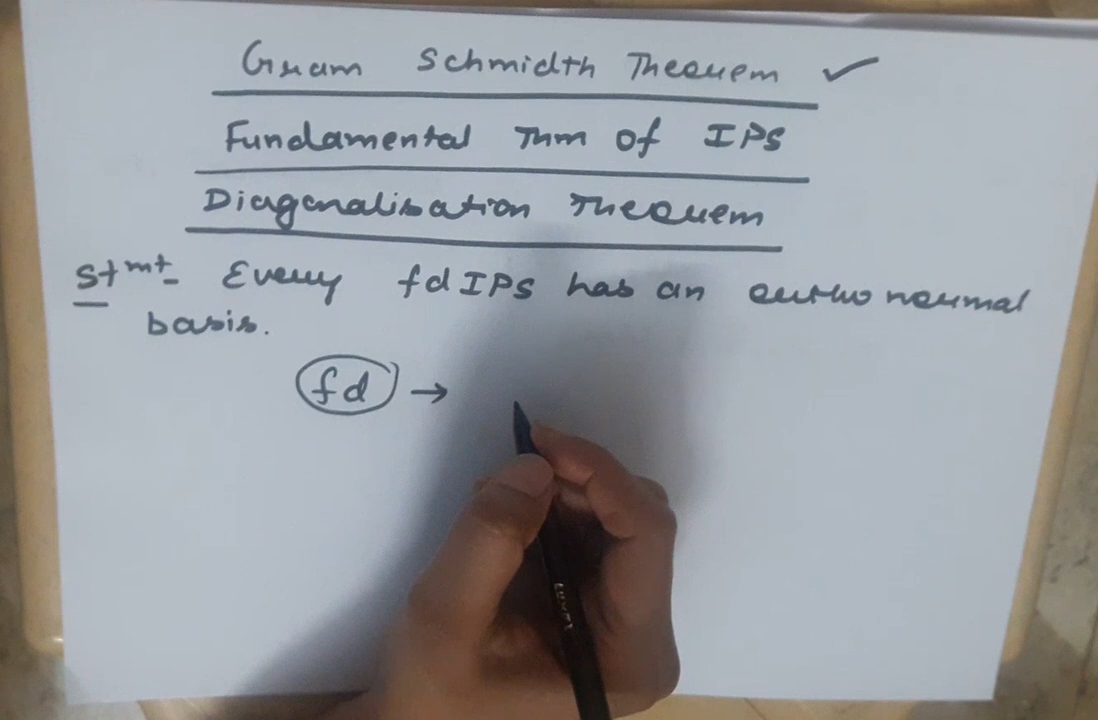 Gram Schmidth Theorem ✓
Fundamental Thm of IPS
Diagonalisation Theorem
Stmt- Every fd IPS has an orthonormal
basis.
fd →